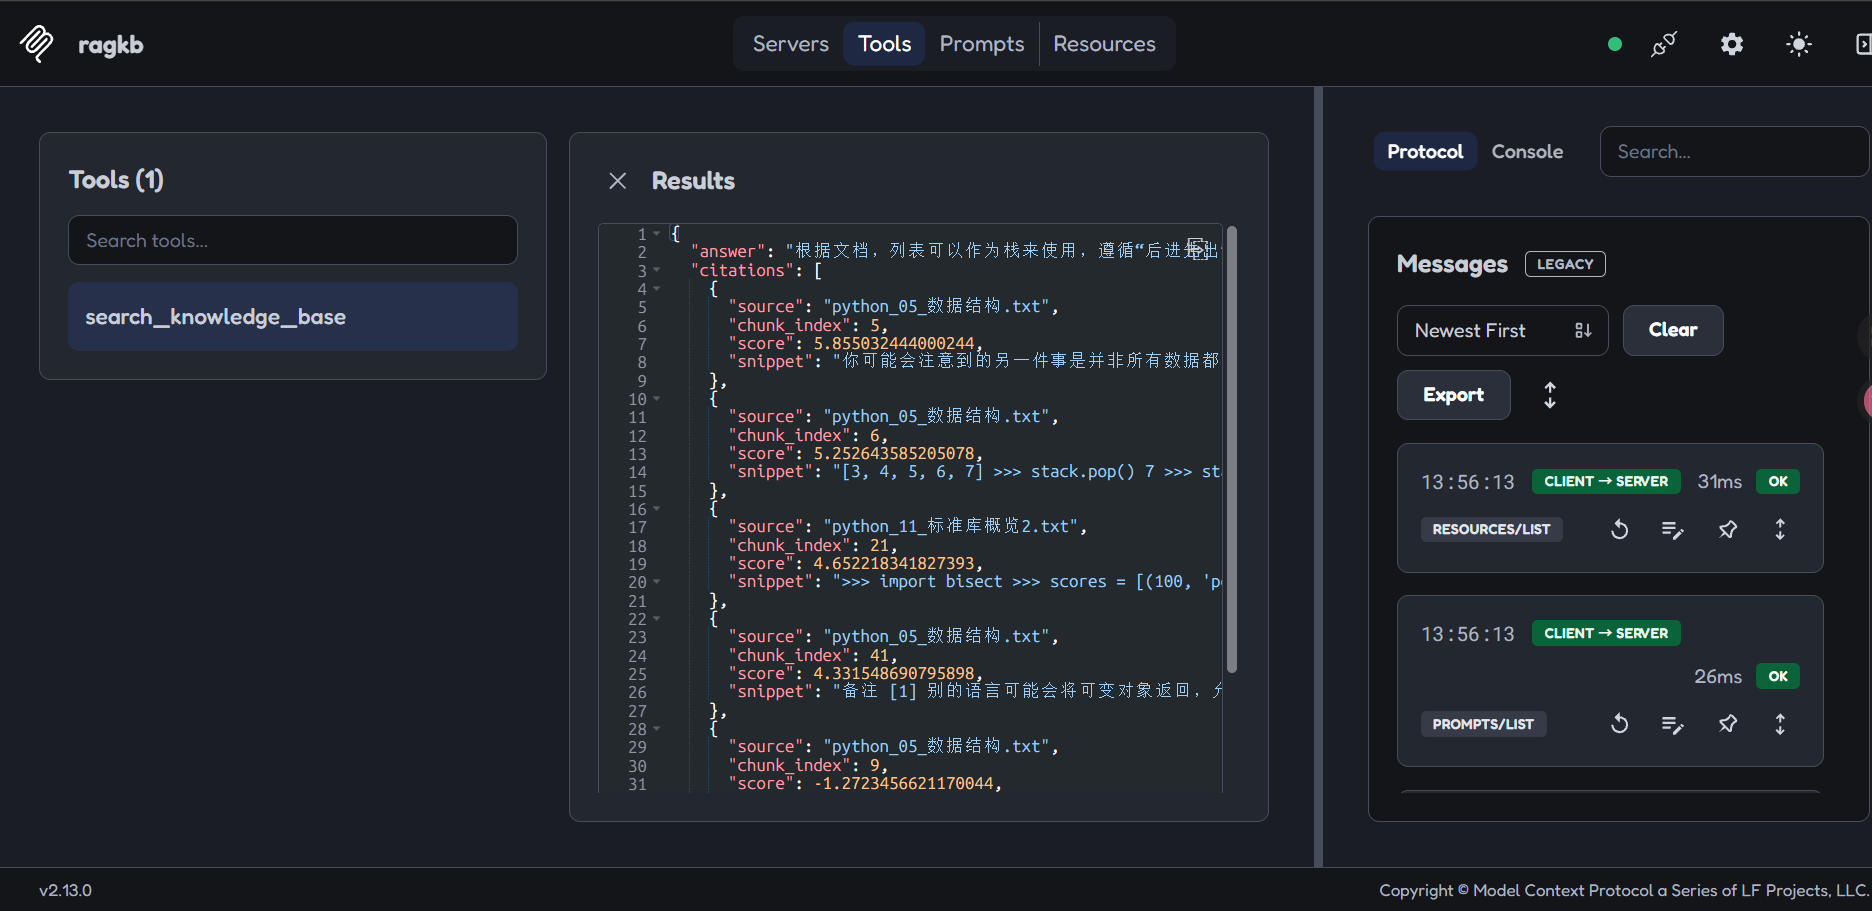 ragkb
Servers Tools Prompts Resources
Tools (1)
Search tools...
search_knowledge_base
Results
1 {
2 "answer": "根据文档，列表可以作为栈来使用，遵循“后进先出
3 "citations": [
4 {
5 "source": "python_05_数据结构.txt",
6 "chunk_index": 5,
7 "score": 5.855032444000244,
8 "snippet": "你可能会注意到的另一件事是并非所有数据都
9 },
10 {
11 "source": "python_05_数据结构.txt",
12 "chunk_index": 6,
13 "score": 5.252643585205078,
14 "snippet": "[3, 4, 5, 6, 7] >>> stack.pop() 7 >>> st
15 },
16 {
17 "source": "python_11_标准库概览2.txt",
18 "chunk_index": 21,
19 "score": 4.652218341827393,
20 "snippet": ">>> import bisect >>> scores = [(100, 'p
21 },
22 {
23 "source": "python_05_数据结构.txt",
24 "chunk_index": 41,
25 "score": 4.331548690795898,
26 "snippet": "备注 [1] 别的语言可能会将可变对象返回，
27 },
28 {
29 "source": "python_05_数据结构.txt",
30 "chunk_index": 9,
31 "score": -1.2723456621170044,
Protocol Console Search...
Messages LEGACY
Newest First Clear
Export
13:56:13 CLIENT → SERVER 31ms OK
RESOURCES/LIST
13:56:13 CLIENT → SERVER
26ms OK
PROMPTS/LIST
v2.13.0
Copyright © Model Context Protocol a Series of LF Projects, LLC.